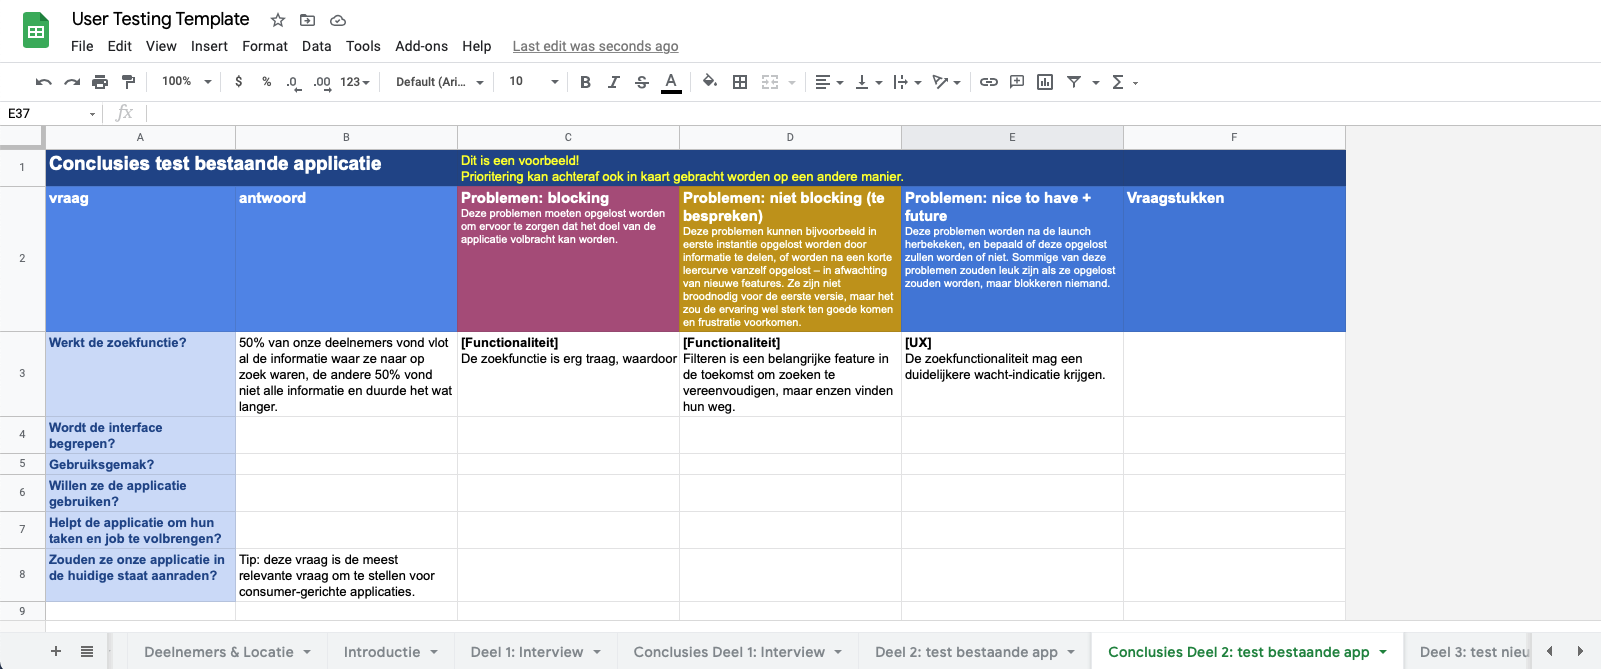 User Testing Template
File Edit View Insert Format Data Tools Add-ons Help Last edit was seconds ago
100% $ % .0 .00 123 Default (Ari... 10 B I S A
E37 fx
A B C D E F
1 Conclusies test bestaande applicatie
Dit is een voorbeeld!
Prioritering kan achteraf ook in kaart gebracht worden op een andere manier.
2
vraag
antwoord
Problemen: blocking
Deze problemen moeten opgelost worden
om ervoor te zorgen dat het doel van de
applicatie volbracht kan worden.
Problemen: niet blocking (te
bespreken)
Deze problemen kunnen bijvoorbeeld in
eerste instantie opgelost worden door
informatie te delen, of worden na een korte
leercurve vanzelf opgelost – in afwachting
van nieuwe features. Ze zijn niet
broodnodig voor de eerste versie, maar het
zou de ervaring wel sterk ten goede komen
en frustratie voorkomen.
Problemen: nice to have +
future
Deze problemen worden na de launch
herbekeken, en bepaald of deze opgelost
zullen worden of niet. Sommige van deze
problemen zouden leuk zijn als ze opgelost
zouden worden, maar blokkeren niemand.
Vraagstukken
3
Werkt de zoekfunctie?
50% van onze deelnemers vond vlot
al de informatie waar ze naar op
zoek waren, de andere 50% vond
niet alle informatie en duurde het wat
langer.
[Functionaliteit]
De zoekfunctie is erg traag, waardoor
[Functionaliteit]
Filteren is een belangrijke feature in
de toekomst om zoeken te
vereenvoudigen, maar enzen vinden
hun weg.
[UX]
De zoekfunctionaliteit mag een
duidelijkere wacht-indicatie krijgen.
4
Wordt de interface
begrepen?
5 Gebruiksgemak?
6
Willen ze de applicatie
gebruiken?
7
Helpt de applicatie om hun
taken en job te volbrengen?
8
Zouden ze onze applicatie in
de huidige staat aanraden?
Tip: deze vraag is de meest
relevante vraag om te stellen voor
consumer-gerichte applicaties.
9
Deelnemers & Locatie Introductie Deel 1: Interview Conclusies Deel 1: Interview Deel 2: test bestaande app Conclusies Deel 2: test bestaande app Deel 3: test nieu